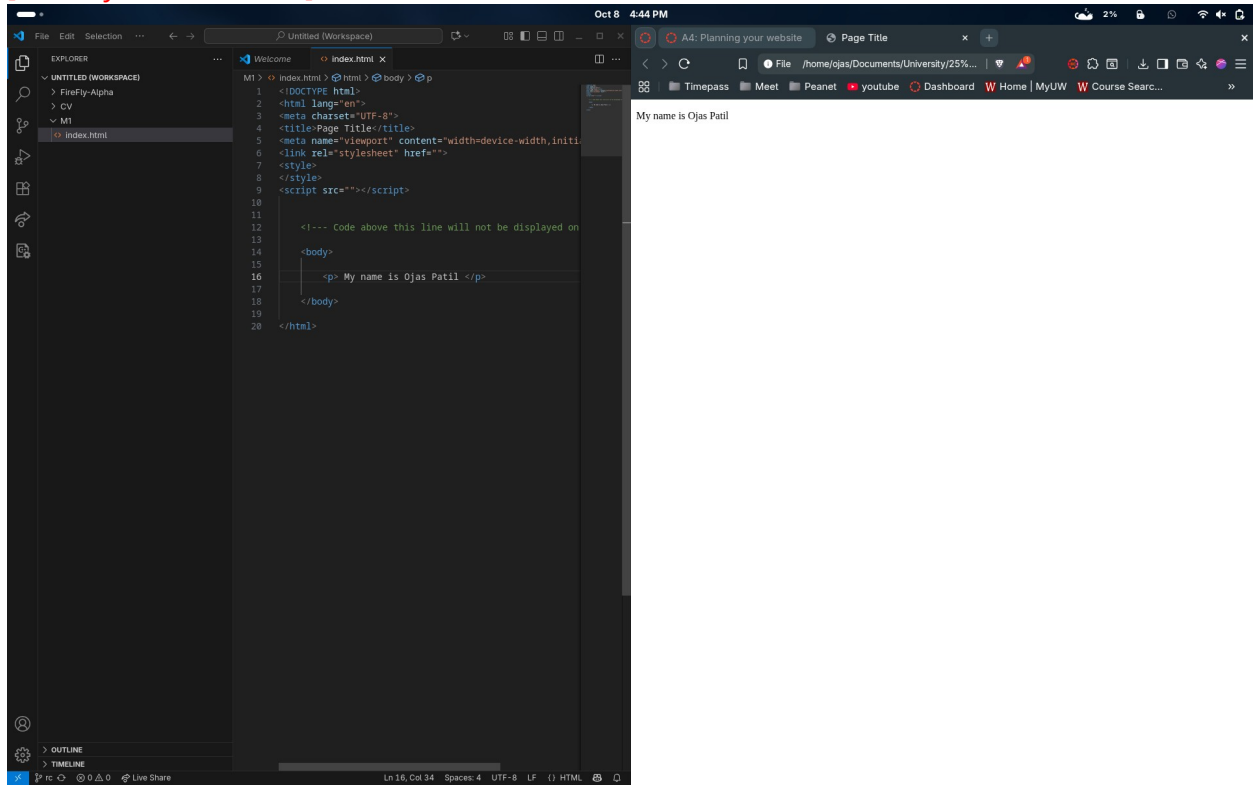 Oct 8 4:44 PM
2%
File Edit Selection ··· ← → Untitled (Workspace)
EXPLORER ···
UNTITLED (WORKSPACE)
FireFly-Alpha
CV
M1
index.html
OUTLINE
TIMELINE
Welcome index.html ×
M1 > index.html > html > body > p
1 <!DOCTYPE html>
2 <html lang="en">
3 <meta charset="UTF-8">
4 <title>Page Title</title>
5 <meta name="viewport" content="width=device-width,initi
6 <link rel="stylesheet" href="">
7 <style>
8 </style>
9 <script src=""></script>
10
11
12 <!--- Code above this line will not be displayed on
13
14 <body>
15
16 <p> My name is Ojas Patil </p>
17
18 </body>
19
20 </html>
rc 0 0 Live Share Ln 16, Col 34 Spaces: 4 UTF-8 LF {} HTML
A4: Planning your website Page Title × +
File /home/ojas/Documents/University/25%...
Timepass Meet Peanet youtube Dashboard W Home | MyUW W Course Searc... »
My name is Ojas Patil